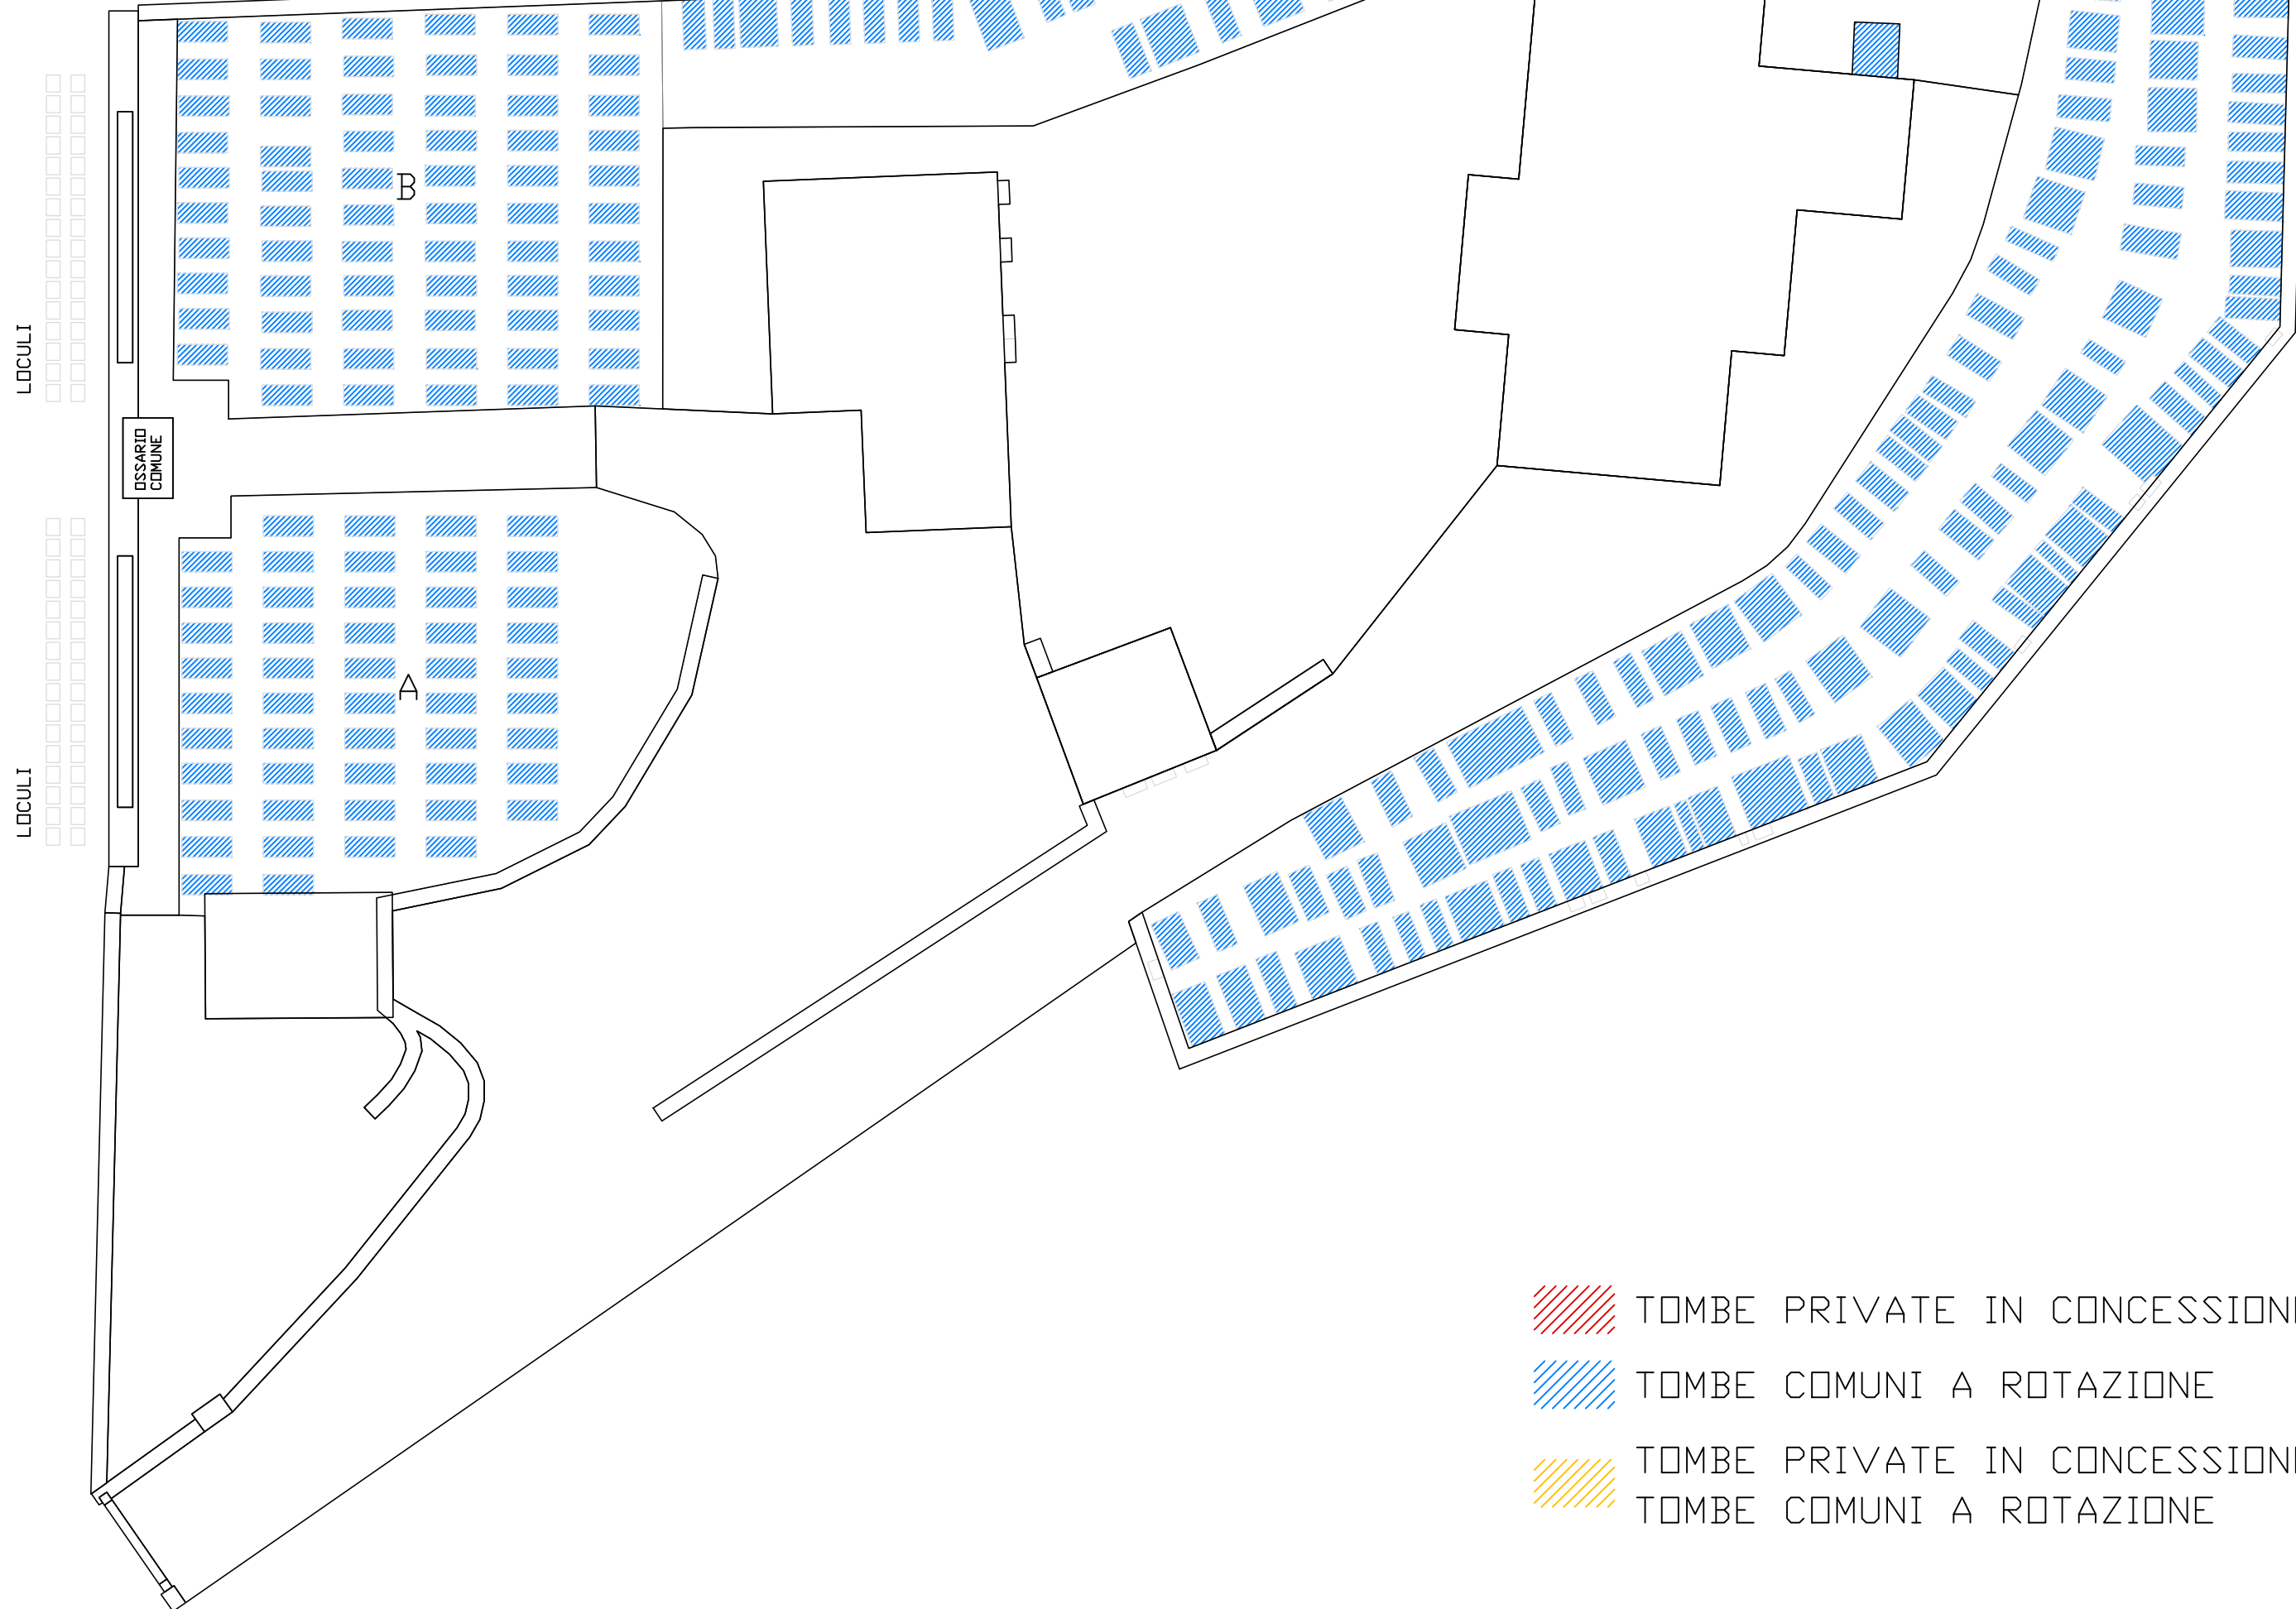 B
LOCULI
OSSARIO
COMUNE
A
LOCULI
TOMBE PRIVATE IN CONCESSION
TOMBE COMUNI A ROTAZIONE
TOMBE PRIVATE IN CONCESSION
TOMBE COMUNI A ROTAZIONE